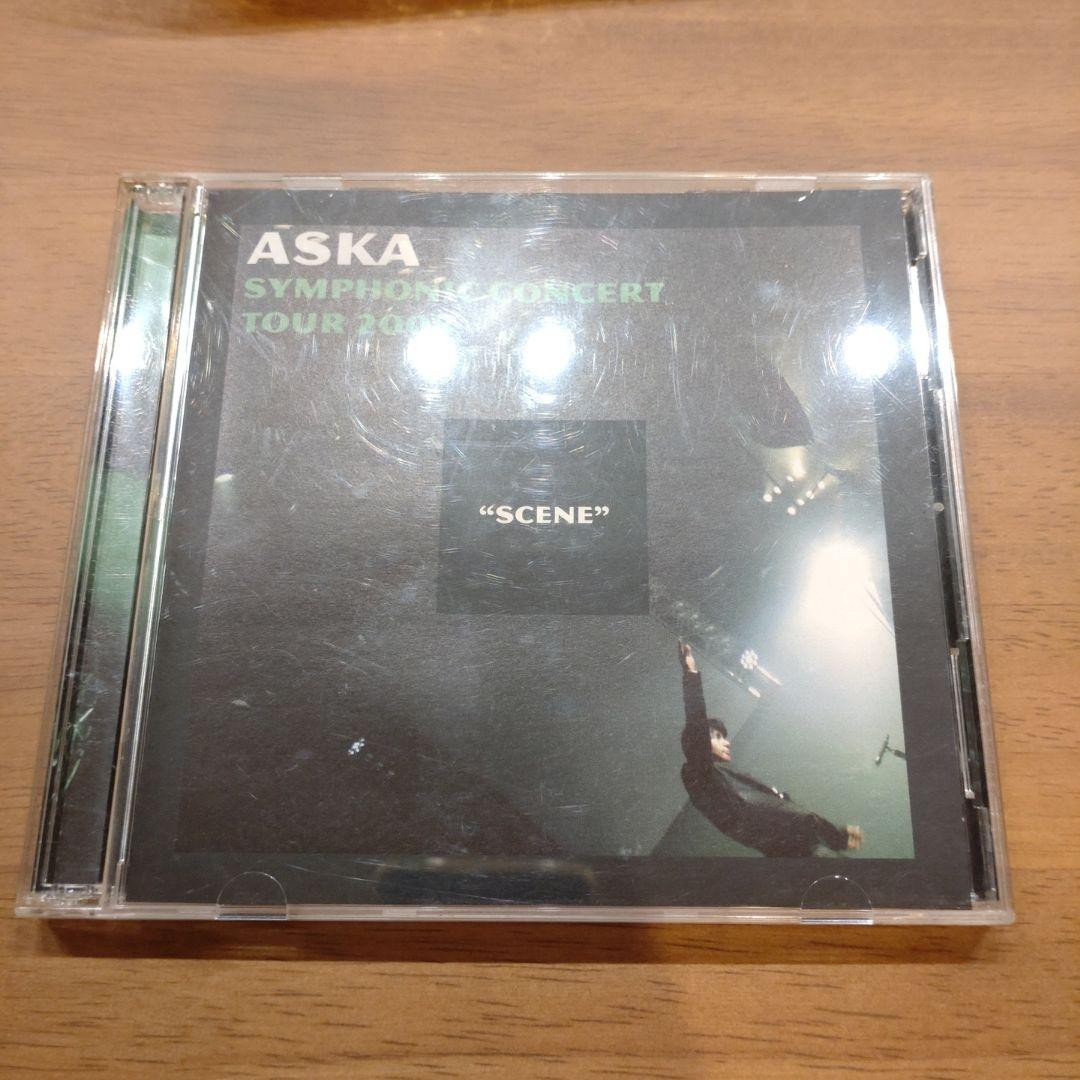 ASKA
SYMPHONIC CONCERT
TOUR
“SCENE”